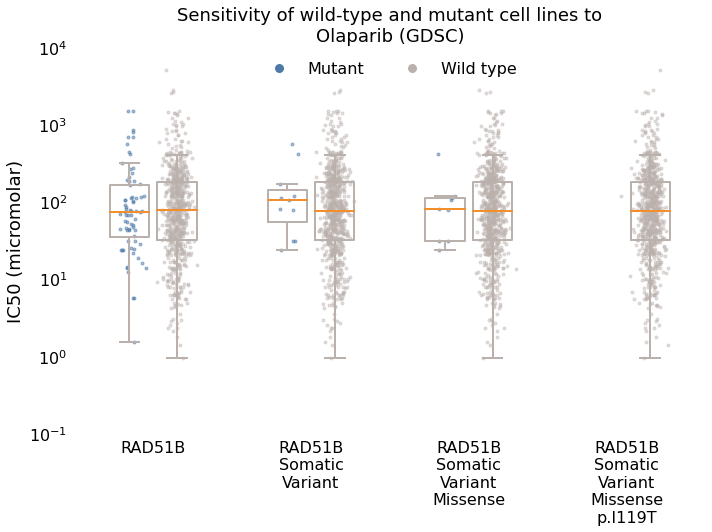 Sensitivity of wild-type and mutant cell lines to
Olaparib (GDSC)
Mutant
Wild type
IC50 (micromolar)
10⁴
10³
10²
10¹
10⁰
10⁻¹
RAD51B
RAD51B
Somatic
Variant
RAD51B
Somatic
Variant
Missense
RAD51B
Somatic
Variant
Missense
p.I119T